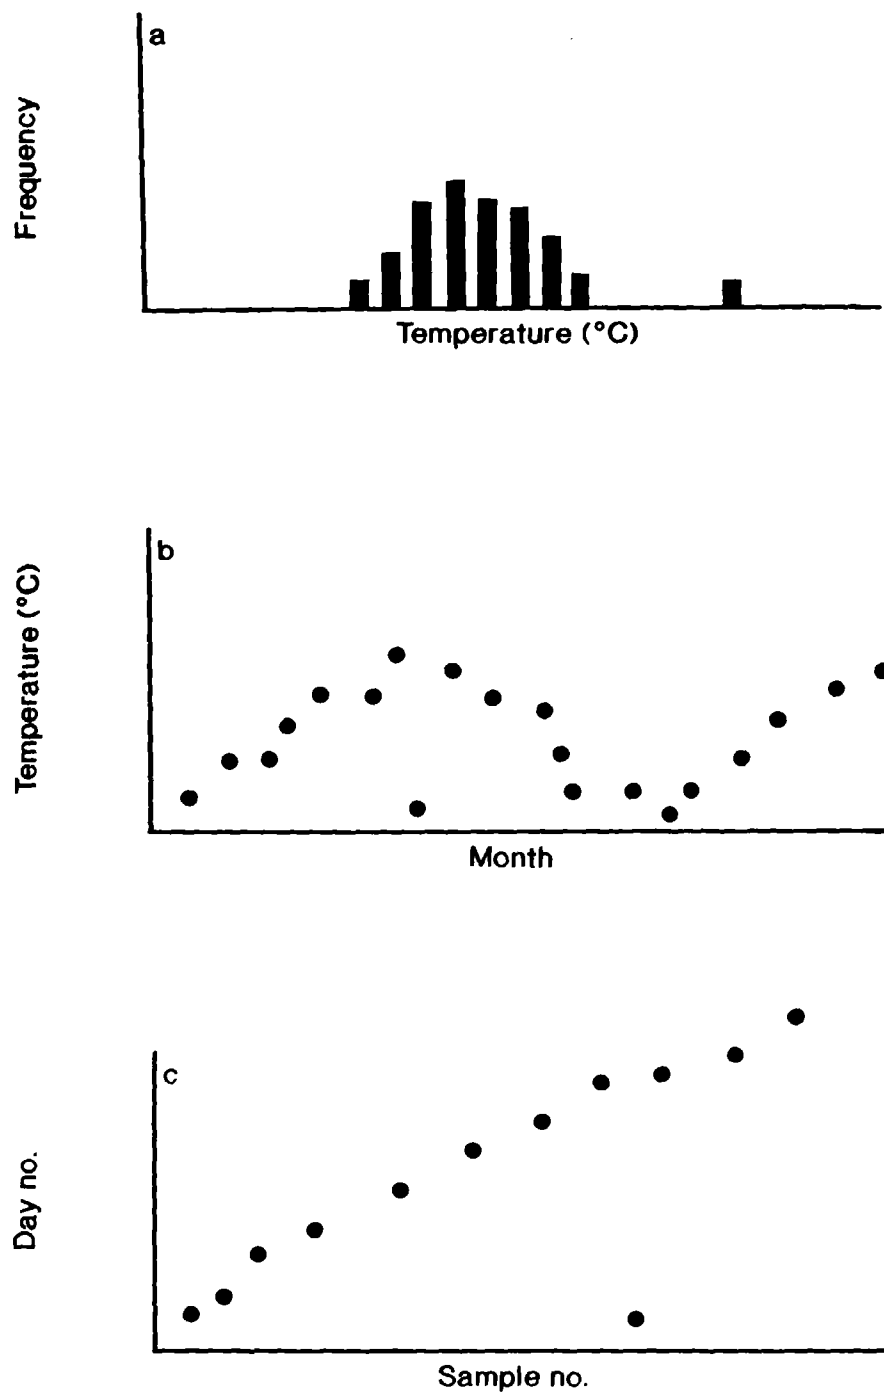 a
Frequency
Temperature (°C)
b
Temperature (°C)
Month
c
Day no.
Sample no.